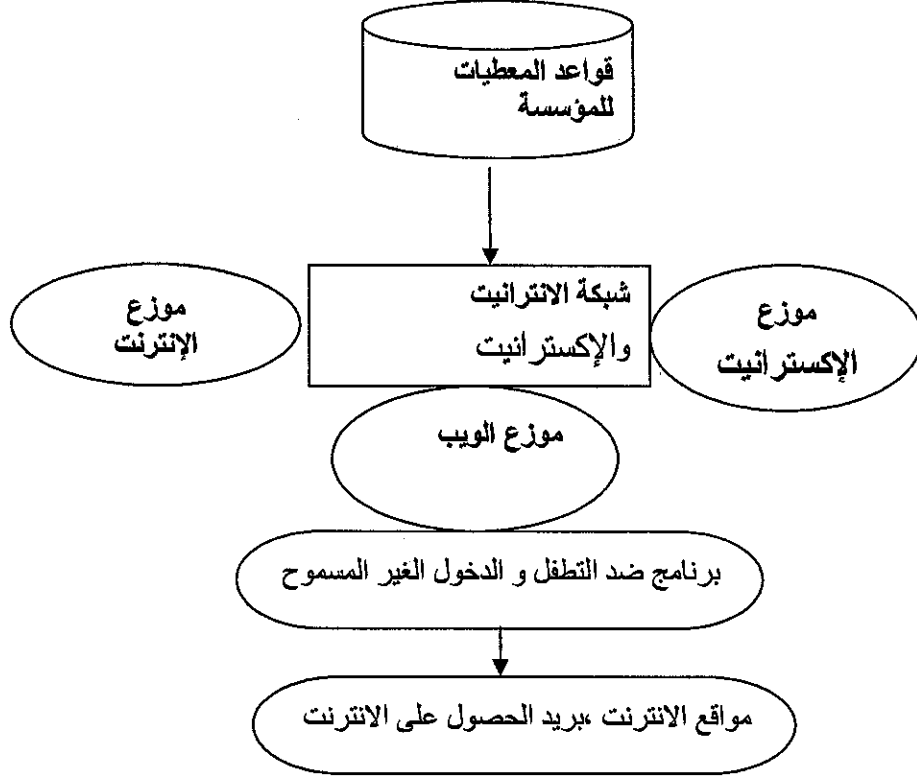 قواعد المعطيات
للمؤسسة
شبكة الانترانيت
والإكسترانيت
موزع
الإكسترانيت
موزع
الإنترنت
موزع الويب
برنامج ضد التطفل و الدخول الغير المسموح
مواقع الانترنت ،بريد الحصول على الانترنت